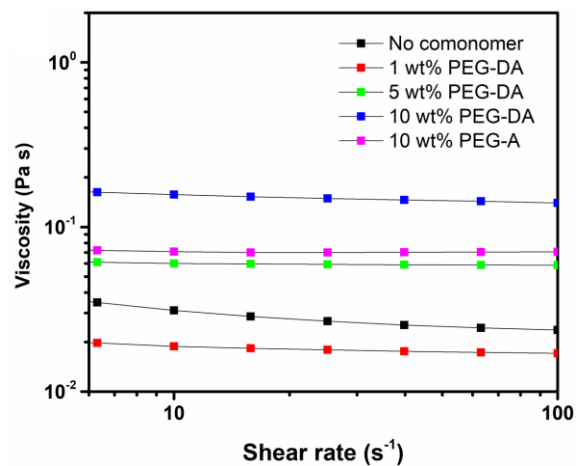 10⁰
No comonomer
1 wt% PEG-DA
5 wt% PEG-DA
10 wt% PEG-DA
10 wt% PEG-A
Viscosity (Pa s)
10⁻¹
10⁻²
10
100
Shear rate (s⁻¹)